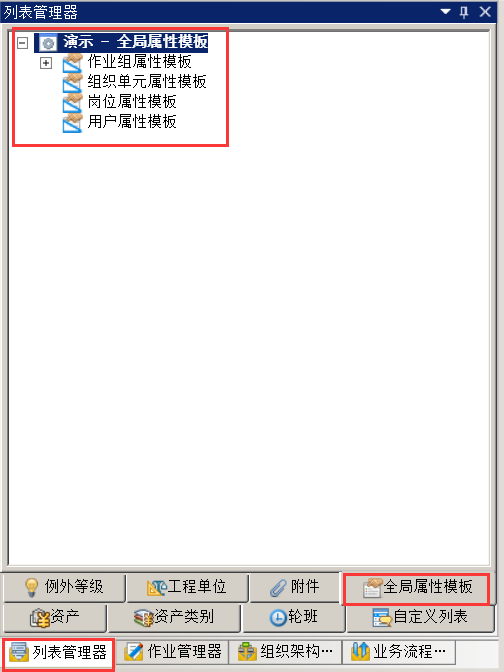 列表管理器
演示 - 全局属性模板
作业组属性模板
组织单元属性模板
岗位属性模板
用户属性模板
例外等级 工程单位 附件 全局属性模板
资产 资产类别 轮班 自定义列表
列表管理器 作业管理器 组织架构… 业务流程…